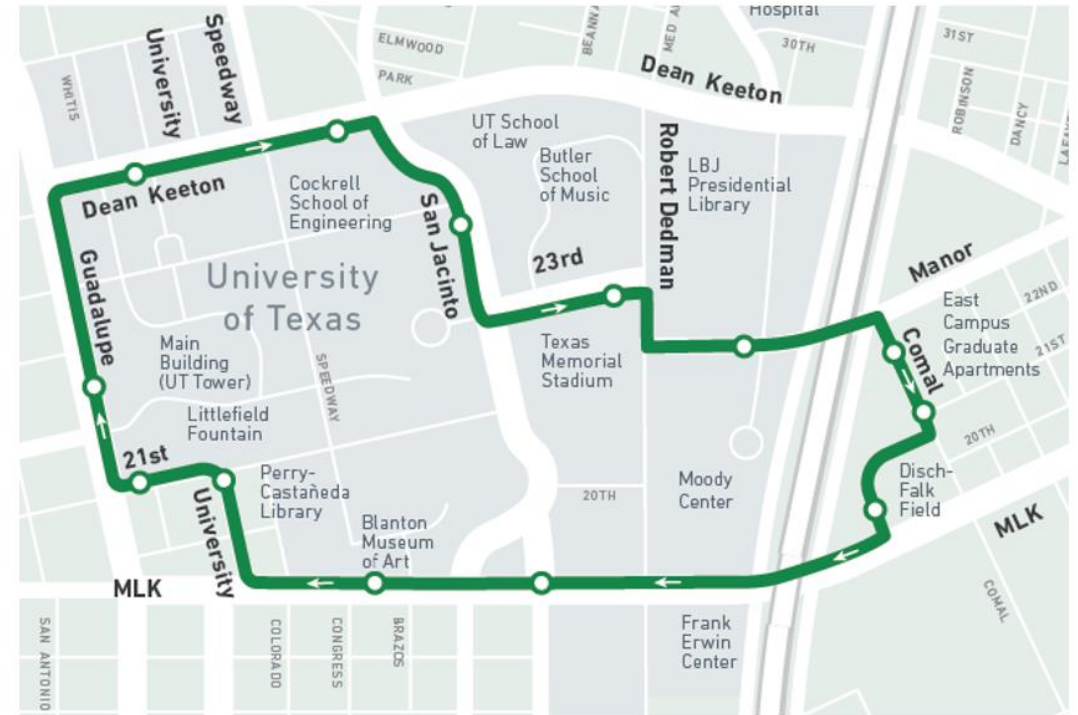 Hospital
University
Speedway
ELMWOOD
PARK
30TH
31ST
WHITIS
Dean Keeton
ROBINSON
DANCY
UT School
of Law
Butler
School
of Music
Robert Dedman
LBJ
Presidential
Library
Dean Keeton
Cockrell
School of
Engineering
San Jacinto
23rd
Manor
Guadalupe
University
of Texas
East
Campus
Graduate
Apartments
22ND
21ST
Comal
Main
Building
(UT Tower)
SPEEDWAY
Texas
Memorial
Stadium
Littlefield
Fountain
21st
20TH
Perry-
Castañeda
Library
University
20TH
Moody
Center
Disch-
Falk
Field
MLK
Blanton
Museum
of Art
MLK
COMAL
SAN ANTONIO
COLORADO
CONGRESS
BRAZOS
Frank
Erwin
Center